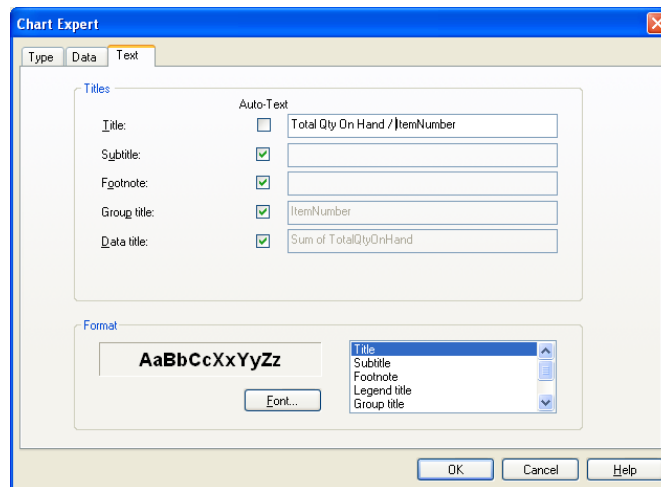 Chart Expert
Type Data Text
Titles
Auto-Text
Title: Total Qty On Hand / ItemNumber
Subtitle:
Footnote:
Group title: ItemNumber
Data title: Sum of TotalQtyOnHand
Format
AaBbCcXxYyZz
Font...
Title
Subtitle
Footnote
Legend title
Group title
OK Cancel Help